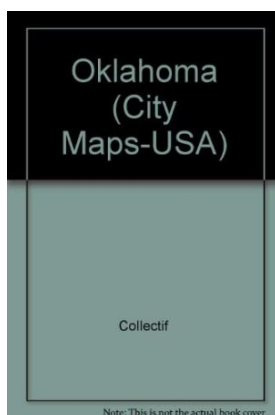 Oklahoma
(City
Maps-USA)
Collectif
Note: This is not the actual book cover